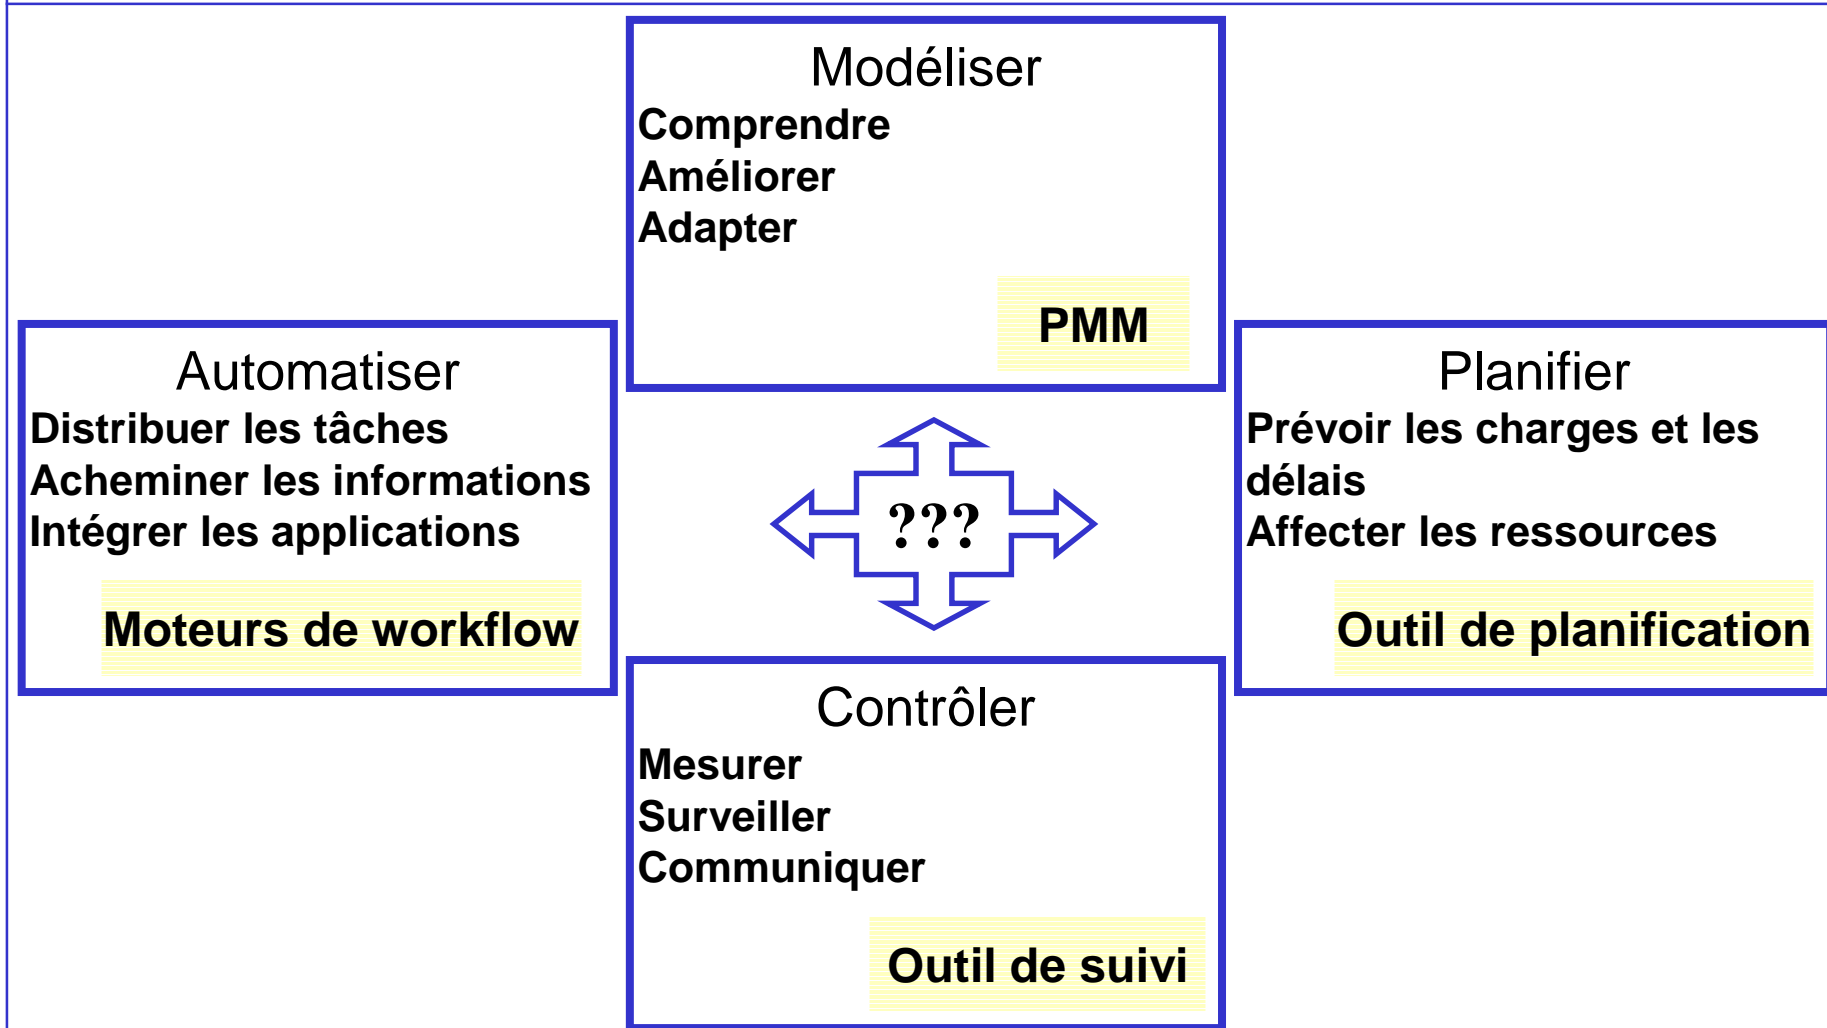 Modéliser
Comprendre
Améliorer
Adapter
PMM
Automatiser
Distribuer les tâches
Acheminer les informations
Intégrer les applications
Moteurs de workflow
???
Planifier
Prévoir les charges et les
délais
Affecter les ressources
Outil de planification
Contrôler
Mesurer
Surveiller
Communiquer
Outil de suivi